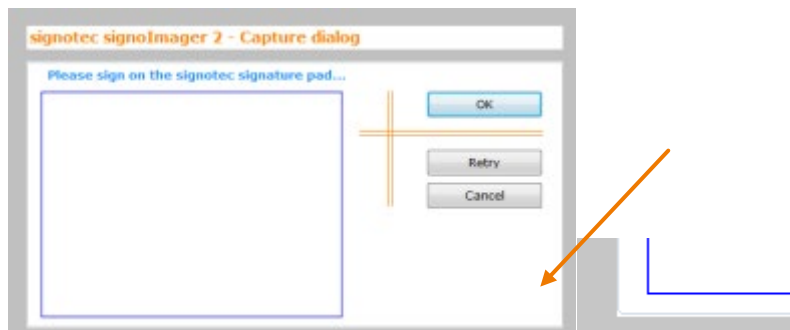 signotec signoImager 2 - Capture dialog
Please sign on the signotec signature pad...
OK
Retry
Cancel